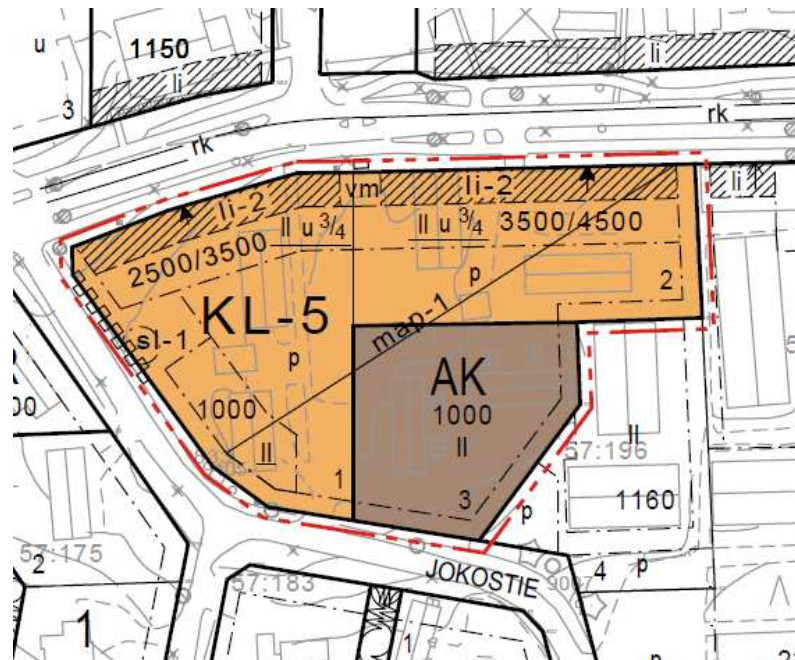 u
1150
li
3
rk
li
rk
vm
li-2
li-2
li
II u 3/4
II u 3/4
3500/4500
2500/3500
p
2
KL-5
map-1
sl-1
p
AK
1000
1000
II
II
II
57:196
1
3
1160
p
57:175
2
JOKOSTIE
4
p
57:183
1
1